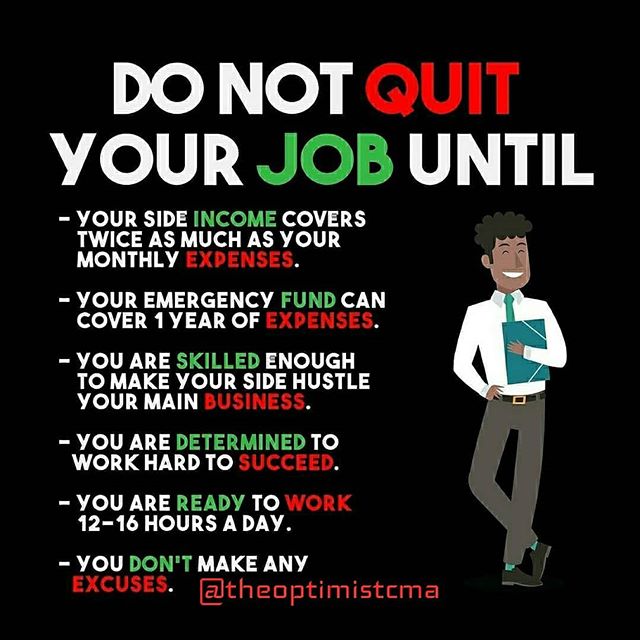 DO NOT QUIT
YOUR JOB UNTIL
- YOUR SIDE INCOME COVERS
TWICE AS MUCH AS YOUR
MONTHLY EXPENSES.
- YOUR EMERGENCY FUND CAN
COVER 1 YEAR OF EXPENSES.
- YOU ARE SKILLED ENOUGH
TO MAKE YOUR SIDE HUSTLE
YOUR MAIN BUSINESS.
- YOU ARE DETERMINED TO
WORK HARD TO SUCCEED.
- YOU ARE READY TO WORK
12-16 HOURS A DAY.
- YOU DON'T MAKE ANY
EXCUSES. @theoptimistcma